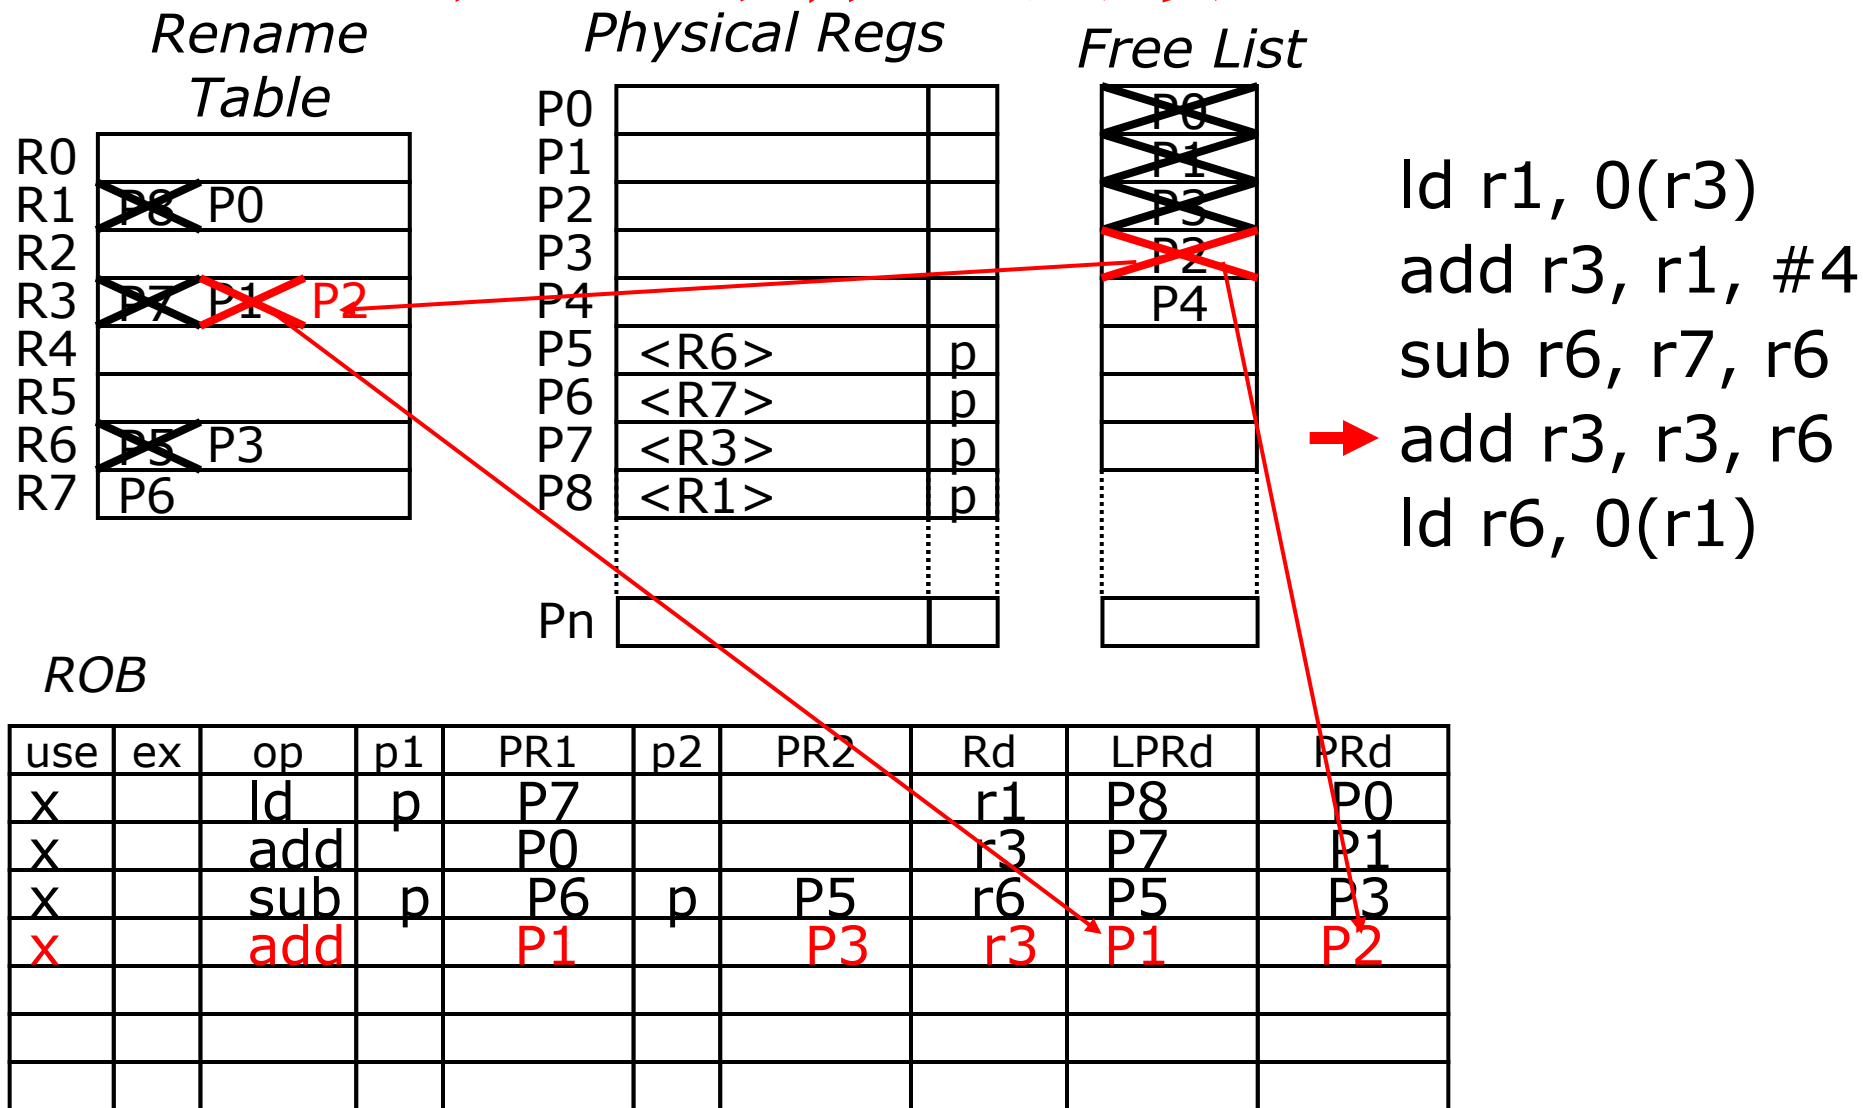 Rename Table
Physical Regs
Free List
R0
R1 P8 P0
R2
R3 P7 P1 P2
R4
R5
R6 P5 P3
R7 P6
P0
P1
P2
P3
P4
P5 <R6> p
P6 <R7> p
P7 <R3> p
P8 <R1> p
Pn
P0
P1
P3
P2
P4
ld r1, 0(r3)
add r3, r1, #4
sub r6, r7, r6
add r3, r3, r6
ld r6, 0(r1)
ROB
use ex op p1 PR1 p2 PR2 Rd LPRd PRd
x ld p P7 r1 P8 P0
x add P0 r3 P7 P1
x sub p P6 p P5 r6 P5 P3
x add P1 P3 r3 P1 P2